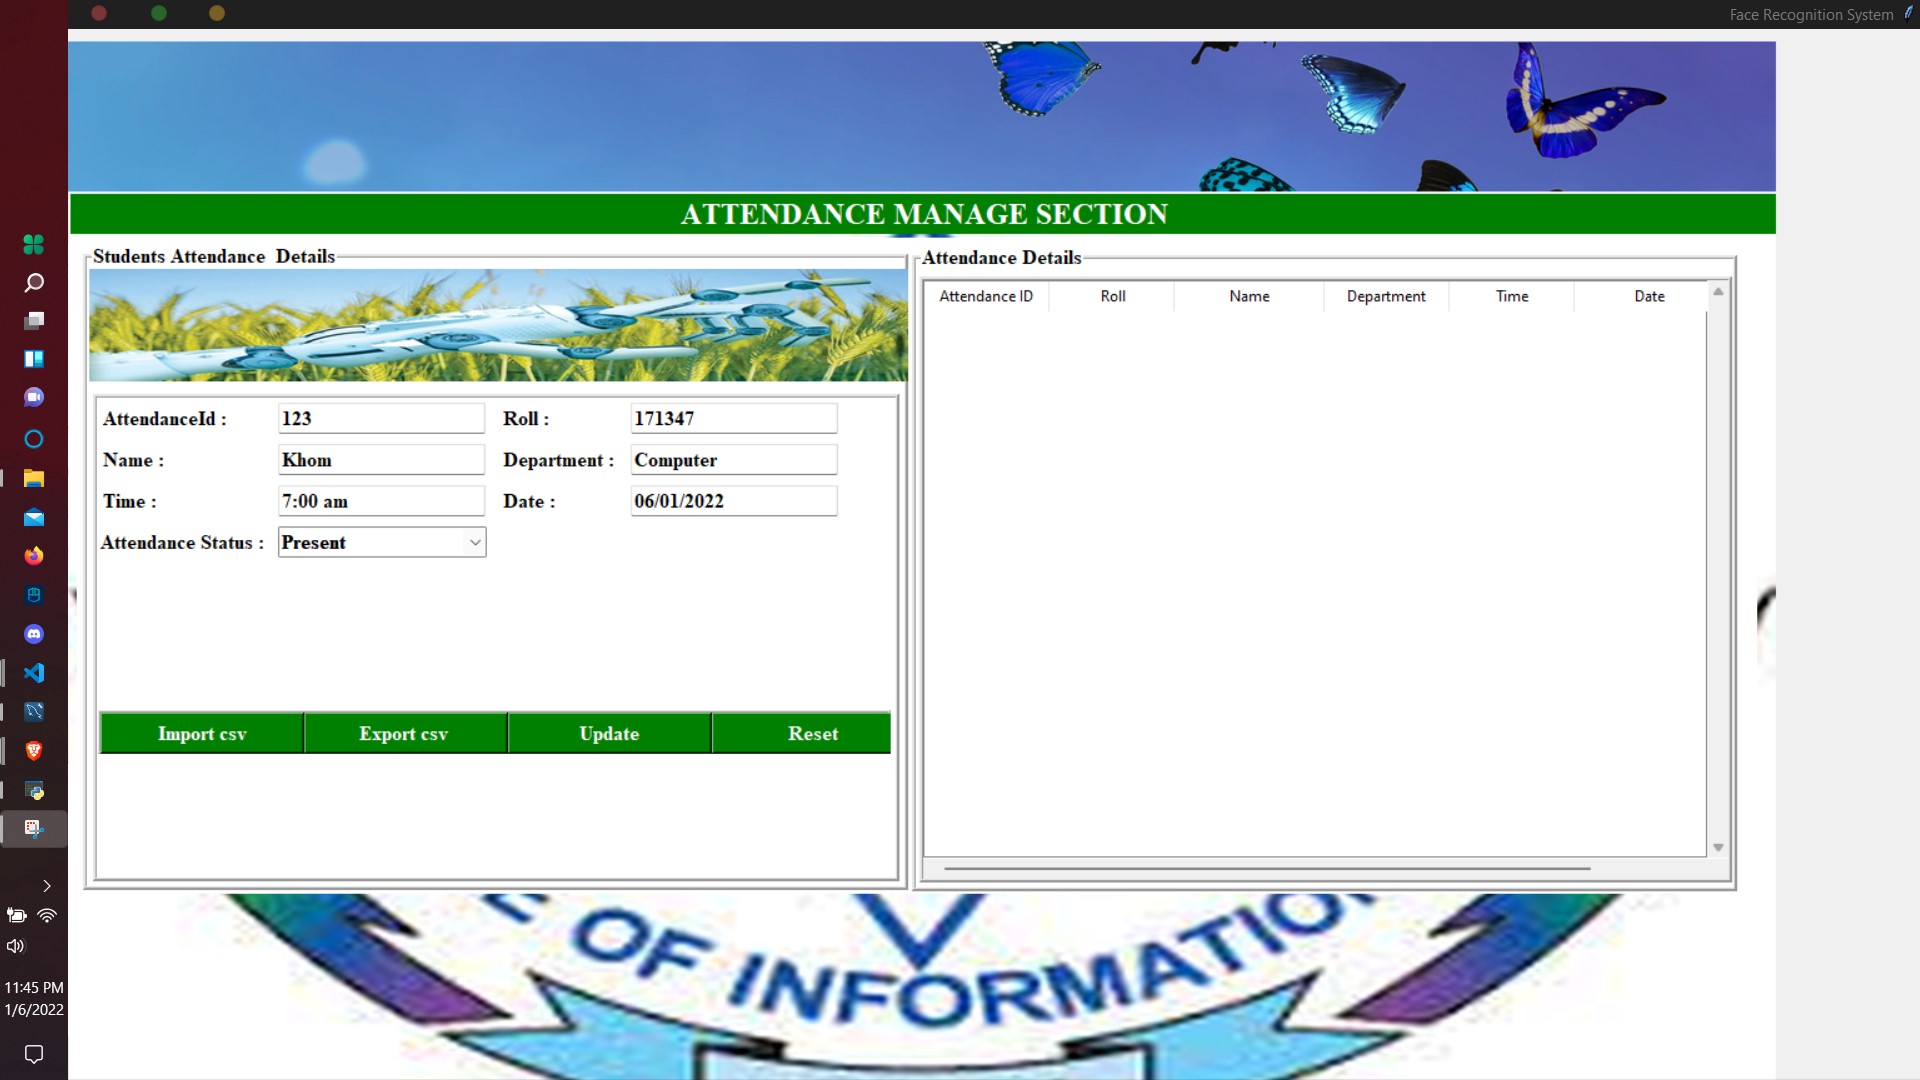 Face Recognition System
ATTENDANCE MANAGE SECTION
Students Attendance Details
AttendanceId : 123 Roll : 171347
Name : Khom Department : Computer
Time : 7:00 am Date : 06/01/2022
Attendance Status : Present
Import csv Export csv Update Reset
Attendance Details
Attendance ID Roll Name Department Time Date
E OF INFORMATIO
11:45 PM
1/6/2022